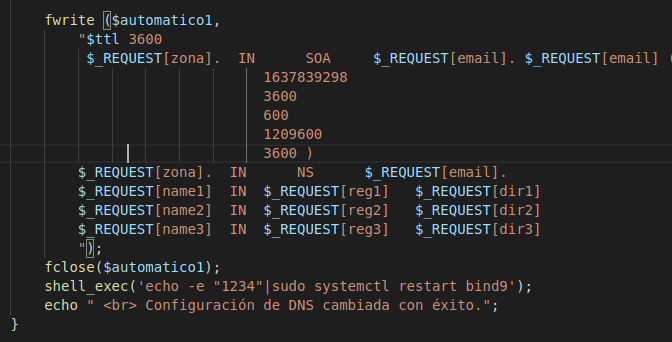 fwrite ($automatico1,
"$ttl 3600
$_REQUEST[zona].  IN      SOA     $_REQUEST[email]. $_REQUEST[email] (
1637839298
3600
600
1209600
3600 )
$_REQUEST[zona].  IN      NS      $_REQUEST[email].
$_REQUEST[name1]  IN  $_REQUEST[reg1]   $_REQUEST[dir1]
$_REQUEST[name2]  IN  $_REQUEST[reg2]   $_REQUEST[dir2]
$_REQUEST[name3]  IN  $_REQUEST[reg3]   $_REQUEST[dir3]
");
fclose($automatico1);
shell_exec('echo -e "1234"|sudo systemctl restart bind9');
echo " <br> Configuración de DNS cambiada con éxito.";
}